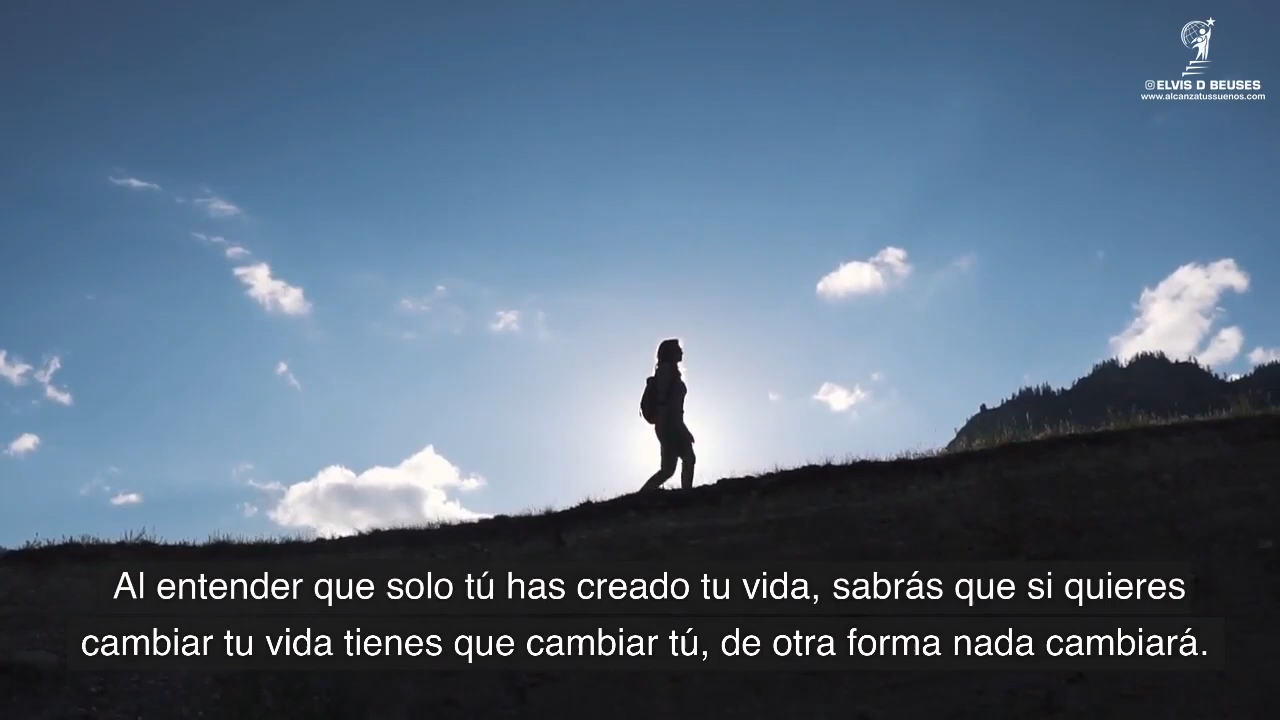 ELVIS D BEUSES
www.alcanzatussuenos.com
Al entender que solo tú has creado tu vida, sabrás que si quieres
cambiar tu vida tienes que cambiar tú, de otra forma nada cambiará.